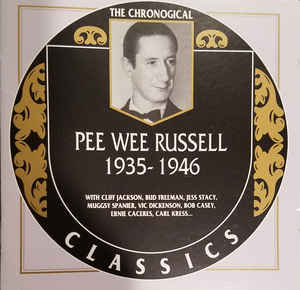 THE CHRONOGICAL
PEE WEE RUSSELL
1935-1946
WITH CLIFF JACKSON, BUD FREEMAN, JESS STACY,
MUGGSY SPANIER, VIC DICKENSON, BOB CASEY,
ERNIE CACERES, CARL KRESS...
CLASSICS